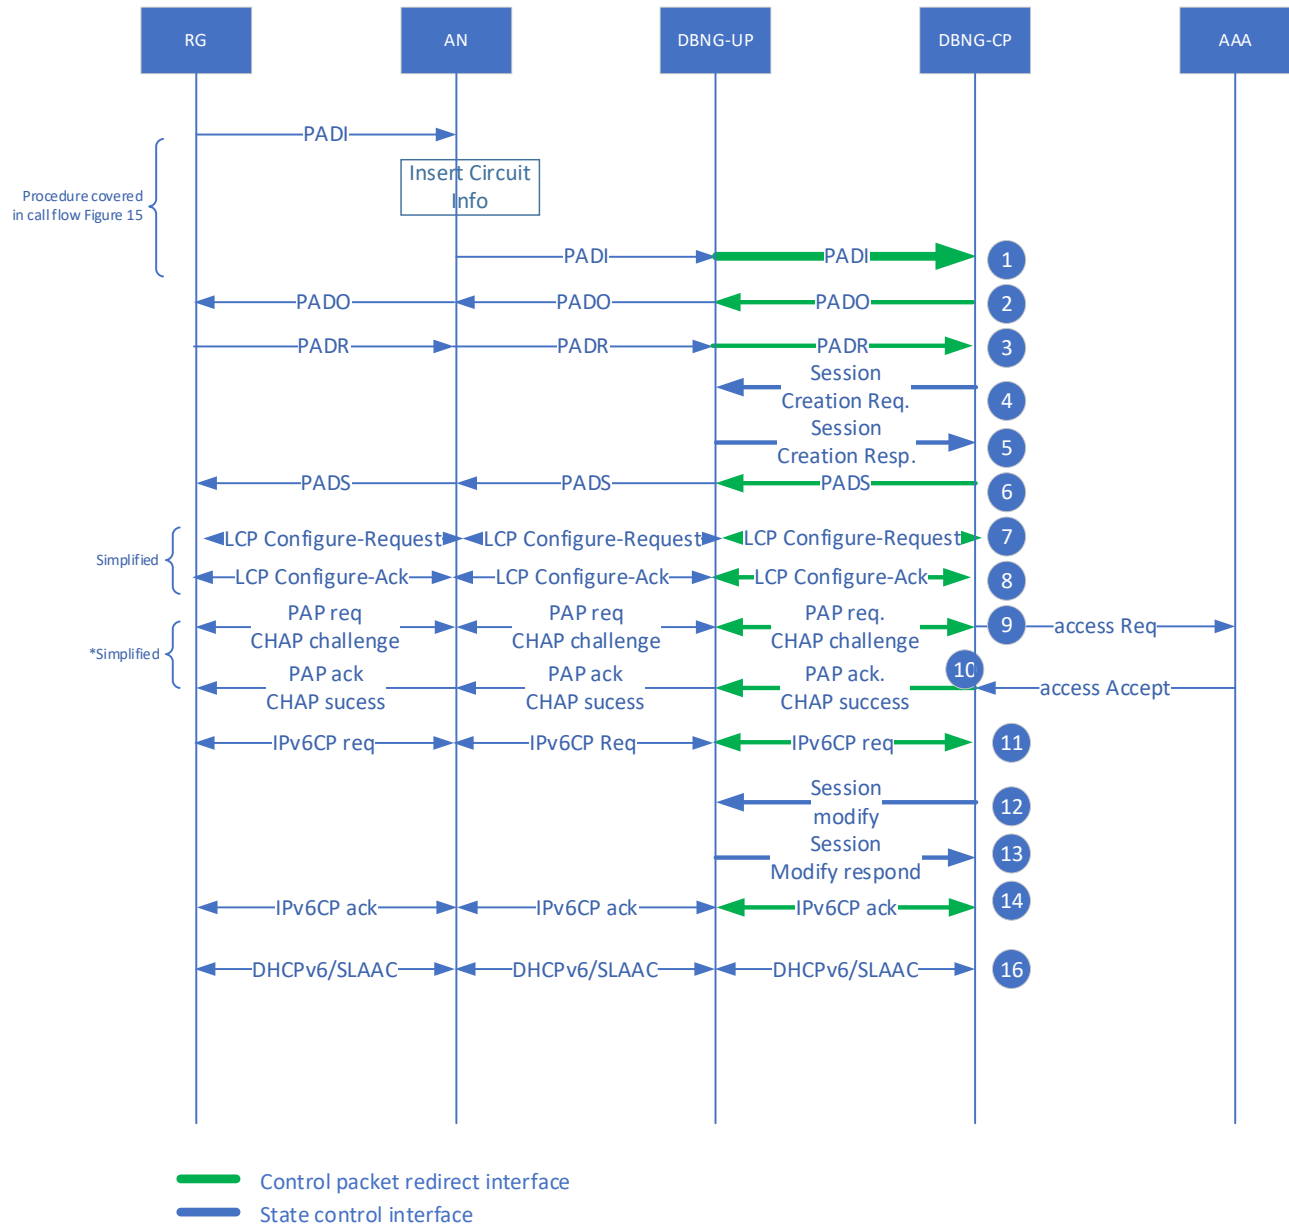 RG AN DBNG-UP DBNG-CP AAA
PADI
Procedure covered
in call flow Figure 15
Insert Circuit
Info
PADI PADI 1
PADO PADO PADO 2
PADR PADR PADR 3
Session
Creation Req. 4
Session
Creation Resp. 5
PADS PADS PADS 6
LCP Configure-Request LCP Configure-Request LCP Configure-Request 7
Simplified
LCP Configure-Ack LCP Configure-Ack LCP Configure-Ack 8
PAP req PAP req PAP req.
CHAP challenge CHAP challenge CHAP challenge 9 access Req
*Simplified
PAP ack PAP ack PAP ack. 10
CHAP sucess CHAP sucess CHAP success access Accept
IPv6CP req IPv6CP Req IPv6CP req 11
Session
modify 12
Session
Modify respond 13
IPv6CP ack IPv6CP ack IPv6CP ack 14
DHCPv6/SLAAC DHCPv6/SLAAC DHCPv6/SLAAC 16
Control packet redirect interface
State control interface